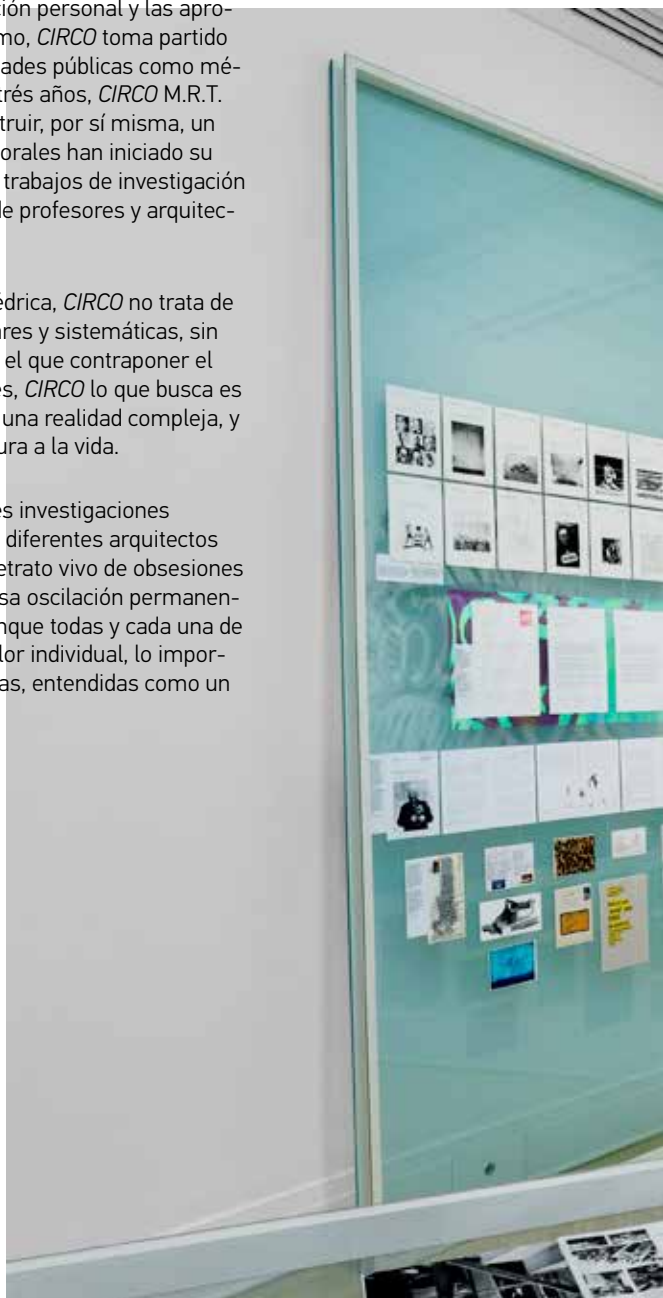 ción personal y las apro-
mo, CIRCO toma partido
ades públicas como mé-
trés años, CIRCO M.R.T.
truir, por sí misma, un
orales han iniciado su
trabajos de investigación
de profesores y arquitec-
édrica, CIRCO no trata de
res y sistemáticas, sin
el que contraponer el
es, CIRCO lo que busca es
una realidad compleja, y
ura a la vida.
es investigaciones
diferentes arquitectos
etrato vivo de obsesiones
sa oscilación permanen-
nque todas y cada una de
lor individual, lo impor-
as, entendidas como un